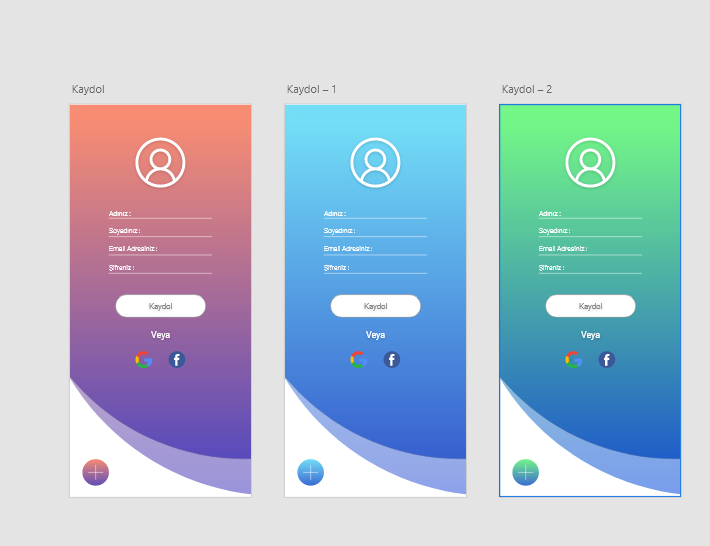 Kaydol
Adınız :
Soyadınız :
Email Adresiniz :
Şifreniz :
Kaydol
Veya
Kaydol – 1
Adınız :
Soyadınız :
Email Adresiniz :
Şifreniz :
Kaydol
Veya
Kaydol – 2
Adınız :
Soyadınız :
Email Adresiniz :
Şifreniz :
Kaydol
Veya